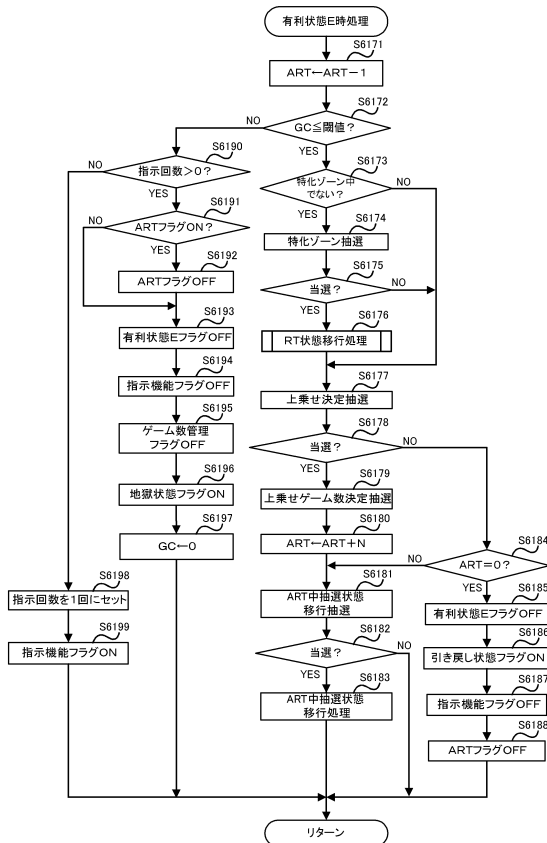 有利状態E時処理
S6171
ART←ART－1
S6172
GC≦閾値？
NO
YES
S6190
指示回数＞0？
NO
YES
S6191
ARTフラグON？
NO
YES
S6192
ARTフラグOFF
S6193
有利状態EフラグOFF
S6194
指示機能フラグOFF
S6195
ゲーム数管理
フラグOFF
S6196
地獄状態フラグON
S6197
GC←0
S6198
指示回数を1回にセット
S6199
指示機能フラグON
S6173
特化ゾーン中
でない？
NO
YES
S6174
特化ゾーン抽選
S6175
当選？
NO
YES
S6176
RT状態移行処理
S6177
上乗せ決定抽選
S6178
当選？
NO
YES
S6179
上乗せゲーム数決定抽選
S6180
ART←ART＋N
S6181
ART中抽選状態
移行抽選
S6182
当選？
NO
YES
S6183
ART中抽選状態
移行処理
S6184
ART＝0？
NO
YES
S6185
有利状態EフラグOFF
S6186
引き戻し状態フラグON
S6187
指示機能フラグOFF
S6188
ARTフラグOFF
リターン